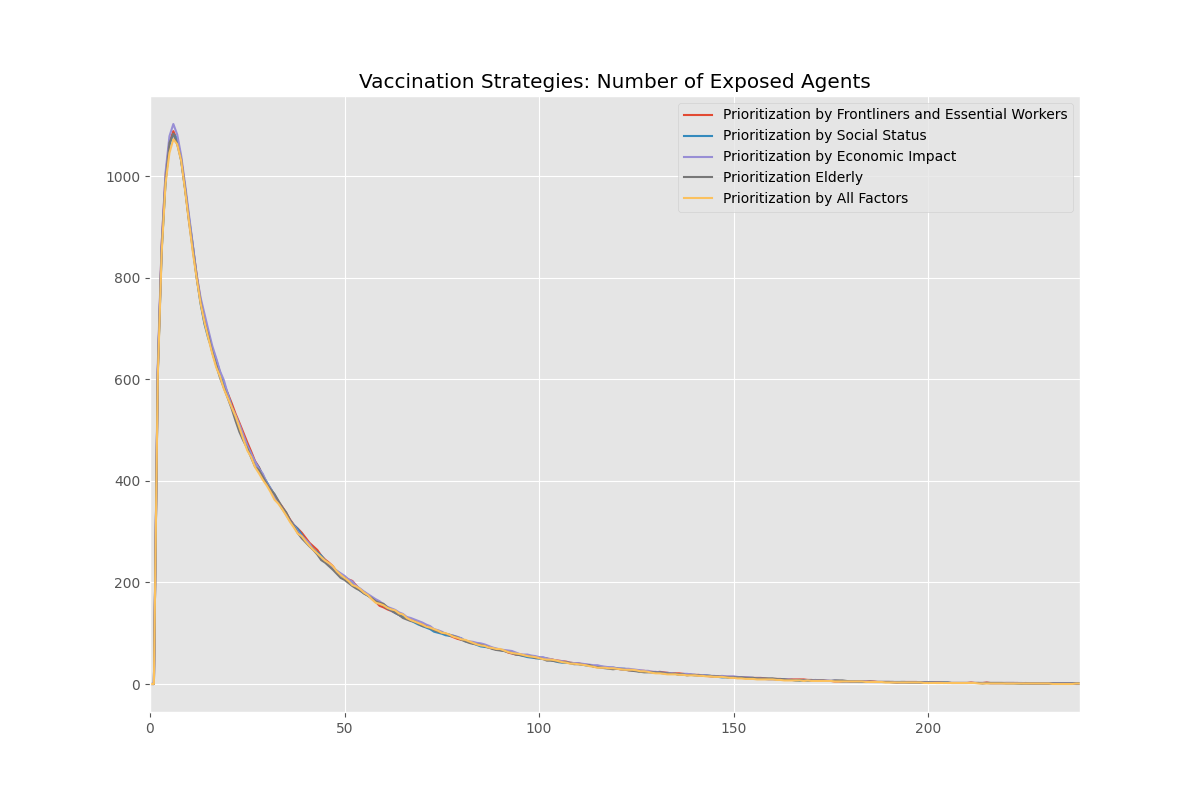 Vaccination Strategies: Number of Exposed Agents
Prioritization by Frontliners and Essential Workers
Prioritization by Social Status
Prioritization by Economic Impact
Prioritization Elderly
Prioritization by All Factors
1000
800
600
400
200
0
0 50 100 150 200